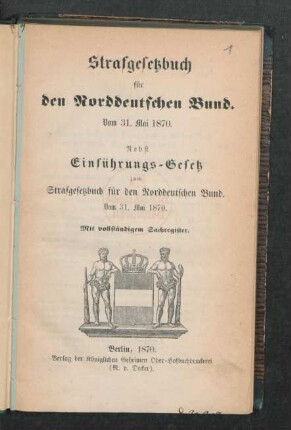 1
Strafgesetzbuch
für
den Norddeutschen Bund.
Vom 31. Mai 1870.
Nebst
Einführungs-Gesetz
zum
Strafgesetzbuch für den Norddeutschen Bund.
Vom 31. Mai 1870.
Mit vollständigem Sachregister.
Berlin, 1870.
Verlag der Königlichen Geheimen Ober-Hofbuchdruckerei
(R. v. Decker).